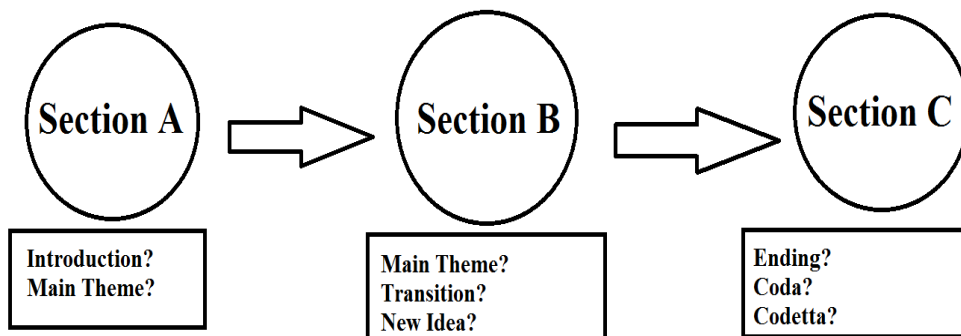 Section A
Section B
Section C
Introduction?
Main Theme?
Main Theme?
Transition?
New Idea?
Ending?
Coda?
Codetta?